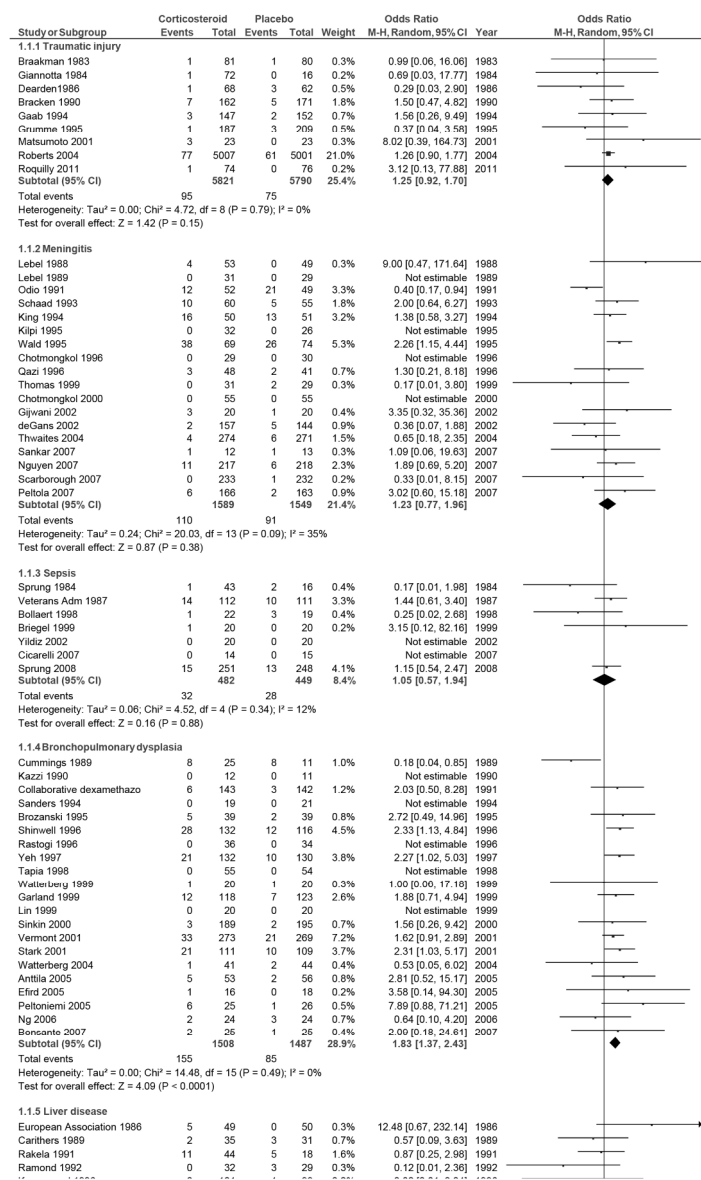 Corticosteroid Placebo Odds Ratio Odds Ratio
Study or Subgroup Events Total Events Total Weight M-H, Random, 95% CI Year M-H, Random, 95% CI
1.1.1 Traumatic injury
Braakman 1983 1 81 1 80 0.3% 0.99 [0.06, 16.06] 1983
Giannotta 1984 1 72 0 16 0.2% 0.69 [0.03, 17.77] 1984
Dearden1986 1 68 3 62 0.5% 0.29 [0.03, 2.90] 1986
Bracken 1990 7 162 5 171 1.8% 1.50 [0.47, 4.82] 1990
Gaab 1994 3 147 2 152 0.8% 1.56 [0.26, 9.49] 1994
Grumme 1995 1 187 3 209 0.5% 0.37 [0.04, 3.58] 1995
Matsumoto 2001 3 23 0 23 0.3% 8.02 [0.39, 164.73] 2001
Roberts 2004 77 5007 61 5001 21.0% 1.26 [0.90, 1.77] 2004
Roquilly 2011 1 74 0 76 0.2% 3.12 [0.13, 77.88] 2011
Subtotal (95% CI) 5821 5790 25.4% 1.25 [0.92, 1.70]
Total events 95 75
Heterogeneity: Tau² = 0.00; Chi² = 4.72, df = 8 (P = 0.79); I² = 0%
Test for overall effect: Z = 1.42 (P = 0.15)
1.1.2 Meningitis
Lebel 1988 4 53 0 49 0.3% 9.00 [0.47, 171.64] 1988
Lebel 1989 0 31 0 29 Not estimable 1989
Odio 1991 12 52 21 49 3.3% 0.40 [0.17, 0.94] 1991
Schaad 1993 10 60 5 55 1.8% 2.00 [0.64, 6.27] 1993
King 1994 16 50 13 51 3.2% 1.38 [0.58, 3.27] 1994
Kilpi 1995 0 32 0 26 Not estimable 1995
Wald 1995 38 69 26 74 5.3% 2.26 [1.15, 4.44] 1995
Chotmongkol 1996 0 29 0 30 Not estimable 1996
Qazi 1996 3 48 2 41 0.7% 1.30 [0.21, 8.18] 1996
Thomas 1999 0 31 2 29 0.3% 0.17 [0.01, 3.80] 1999
Chotmongkol 2000 0 55 0 55 Not estimable 2000
Gijwani 2002 3 20 1 20 0.4% 3.35 [0.32, 35.36] 2002
deGans 2002 2 157 5 144 0.9% 0.36 [0.07, 1.88] 2002
Thwaites 2004 4 274 6 271 1.5% 0.65 [0.18, 2.35] 2004
Sankar 2007 1 12 1 13 0.3% 1.09 [0.06, 19.63] 2007
Nguyen 2007 11 217 6 218 2.3% 1.89 [0.69, 5.20] 2007
Scarborough 2007 0 233 1 232 0.2% 0.33 [0.01, 8.15] 2007
Peltola 2007 6 166 2 163 0.9% 3.02 [0.60, 15.18] 2007
Subtotal (95% CI) 1589 1549 21.4% 1.23 [0.77, 1.96]
Total events 110 91
Heterogeneity: Tau² = 0.24; Chi² = 20.03, df = 13 (P = 0.09); I² = 35%
Test for overall effect: Z = 0.87 (P = 0.38)
1.1.3 Sepsis
Sprung 1984 1 43 2 16 0.4% 0.17 [0.01, 1.98] 1984
Veterans Adm 1987 14 112 10 111 3.3% 1.44 [0.61, 3.40] 1987
Bollaert 1998 1 22 3 19 0.4% 0.25 [0.02, 2.68] 1998
Briegel 1999 1 20 0 20 0.2% 3.15 [0.12, 82.16] 1999
Yildiz 2002 0 20 0 20 Not estimable 2002
Cicarelli 2007 0 14 0 15 Not estimable 2007
Sprung 2008 15 251 13 248 4.1% 1.15 [0.54, 2.47] 2008
Subtotal (95% CI) 482 449 8.4% 1.05 [0.57, 1.94]
Total events 32 28
Heterogeneity: Tau² = 0.06; Chi² = 4.52, df = 4 (P = 0.34); I² = 12%
Test for overall effect: Z = 0.16 (P = 0.88)
1.1.4 Bronchopulmonary dysplasia
Cummings 1989 8 25 8 11 1.0% 0.18 [0.04, 0.85] 1989
Kazzi 1990 0 12 0 11 Not estimable 1990
Collaborative dexamethazo 6 143 3 142 1.2% 2.03 [0.50, 8.28] 1991
Sanders 1994 0 19 0 21 Not estimable 1994
Brozanski 1995 5 39 2 39 0.8% 2.72 [0.49, 14.96] 1995
Shinwell 1996 28 132 12 116 4.5% 2.33 [1.13, 4.84] 1996
Rastogi 1996 0 36 0 34 Not estimable 1996
Yeh 1997 21 132 10 130 3.8% 2.27 [1.02, 5.03] 1997
Tapia 1998 0 55 0 54 Not estimable 1998
Watterberg 1999 1 20 1 20 0.3% 1.00 [0.06, 17.18] 1999
Garland 1999 12 118 7 123 2.6% 1.88 [0.71, 4.94] 1999
Lin 1999 0 20 0 20 Not estimable 1999
Sinkin 2000 3 189 2 195 0.7% 1.56 [0.26, 9.42] 2000
Vermont 2001 33 273 21 269 7.2% 1.62 [0.91, 2.89] 2001
Stark 2001 21 111 10 109 4.1% 2.31 [1.03, 5.17] 2001
Watterberg 2004 1 41 2 44 0.4% 0.53 [0.05, 6.02] 2004
Anttila 2005 5 53 2 56 0.8% 2.81 [0.52, 15.17] 2005
Efird 2005 1 16 0 18 0.2% 3.58 [0.14, 94.30] 2005
Peltoniemi 2005 6 25 1 26 0.5% 7.89 [0.88, 71.21] 2005
Ng 2006 2 24 3 24 0.7% 0.64 [0.10, 4.20] 2006
Bonsante 2007 2 25 1 25 0.4% 2.00 [0.18, 24.61] 2007
Subtotal (95% CI) 1508 1487 28.9% 1.83 [1.37, 2.43]
Total events 155 85
Heterogeneity: Tau² = 0.00; Chi² = 14.48, df = 15 (P = 0.49); I² = 0%
Test for overall effect: Z = 4.09 (P < 0.0001)
1.1.5 Liver disease
European Association 1986 5 49 0 50 0.3% 12.48 [0.67, 232.14] 1986
Carithers 1989 2 35 3 31 0.7% 0.57 [0.09, 3.63] 1989
Rakela 1991 11 44 5 18 1.6% 0.87 [0.25, 2.98] 1991
Ramond 1992 0 32 3 29 0.3% 0.12 [0.01, 2.36] 1992